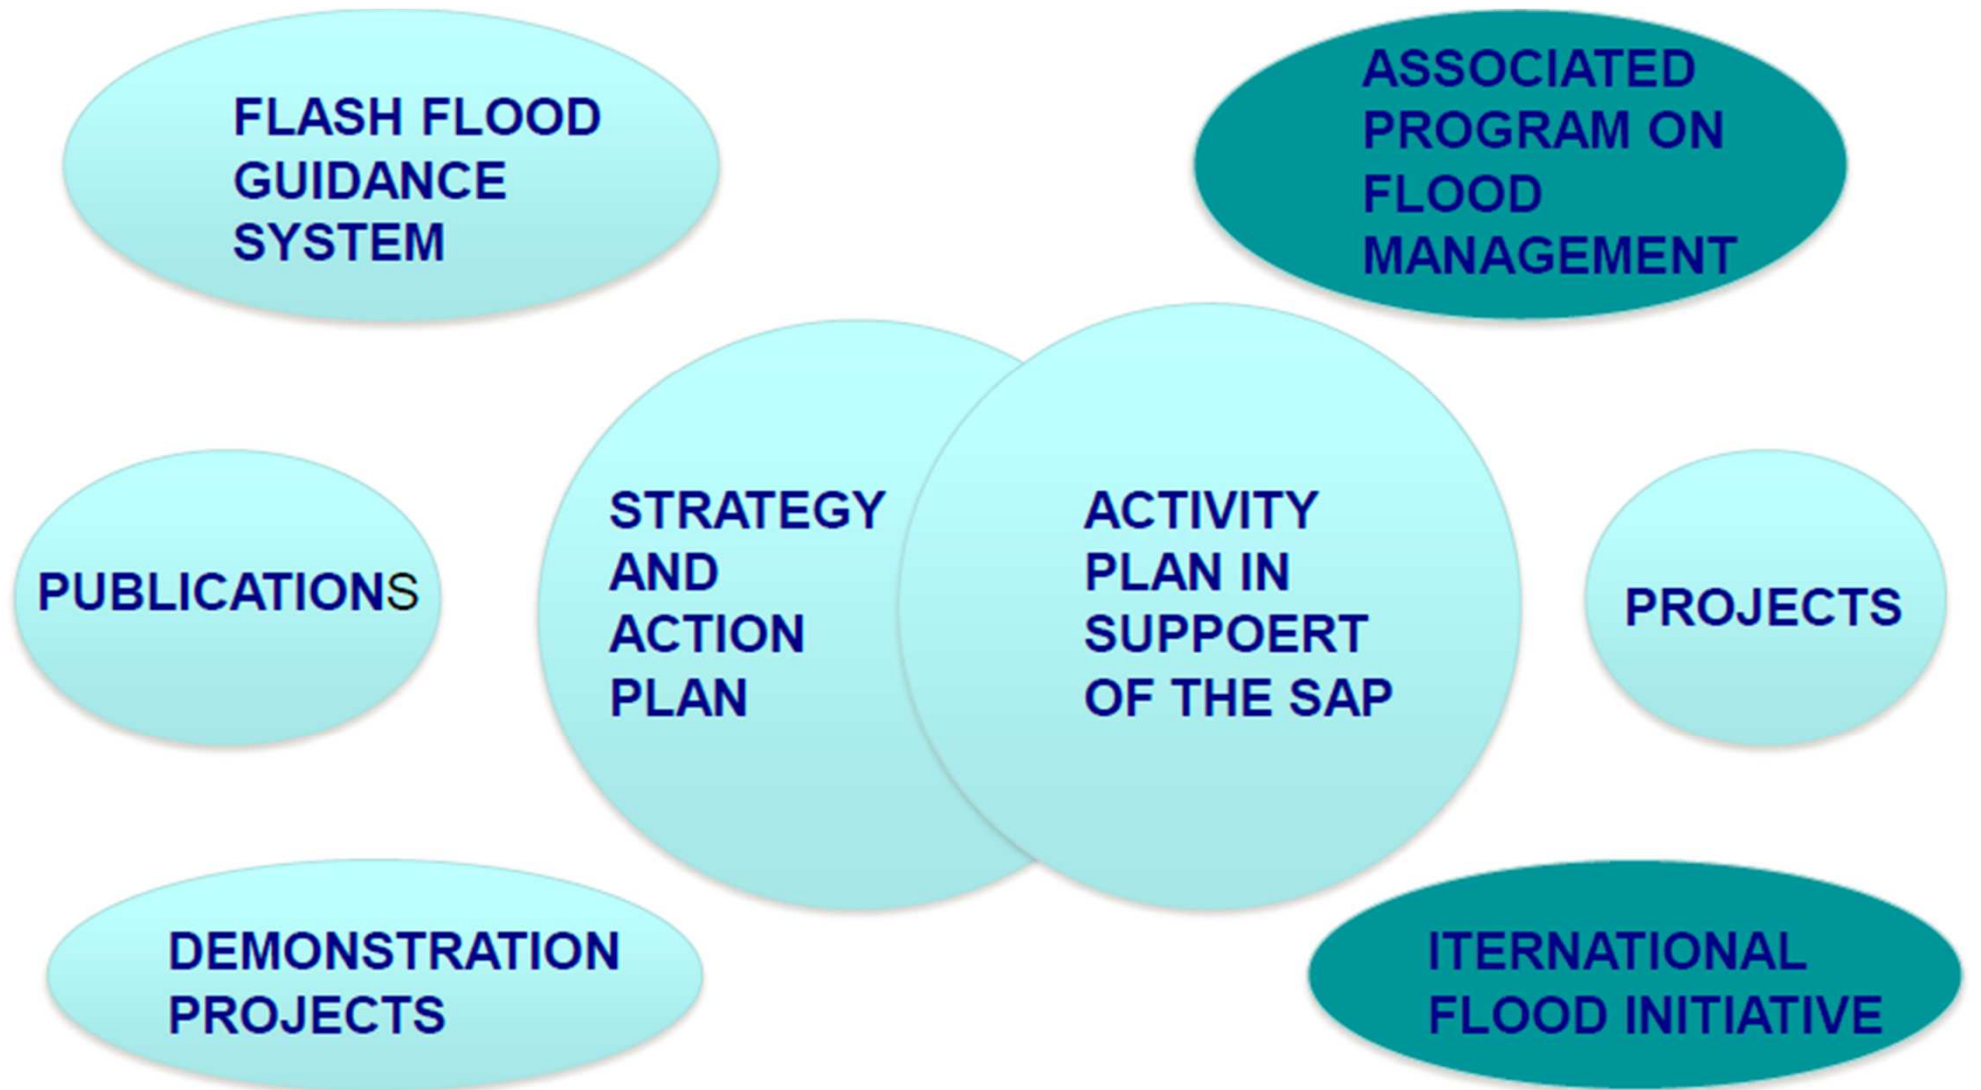 FLASH FLOOD
GUIDANCE
SYSTEM
ASSOCIATED
PROGRAM ON
FLOOD
MANAGEMENT
PUBLICATIONS
STRATEGY
AND
ACTION
PLAN
ACTIVITY
PLAN IN
SUPPOERT
OF THE SAP
PROJECTS
DEMONSTRATION
PROJECTS
ITERNATIONAL
FLOOD INITIATIVE